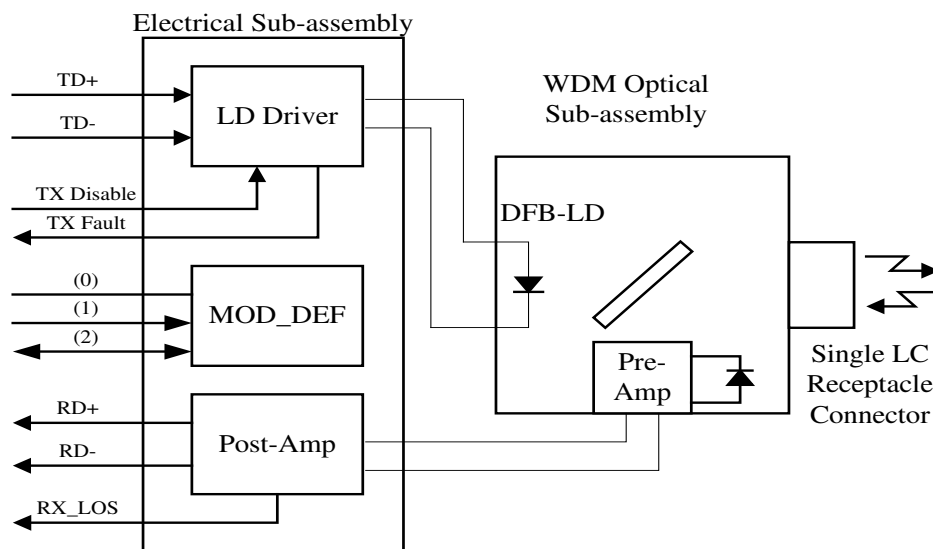 Electrical Sub-assembly
TD+
TD-
LD Driver
TX Disable
TX Fault
WDM Optical
Sub-assembly
DFB-LD
(0)
(1)
(2)
MOD_DEF
Pre-
Amp
Single LC
Receptacle
Connector
RD+
RD-
Post-Amp
RX_LOS